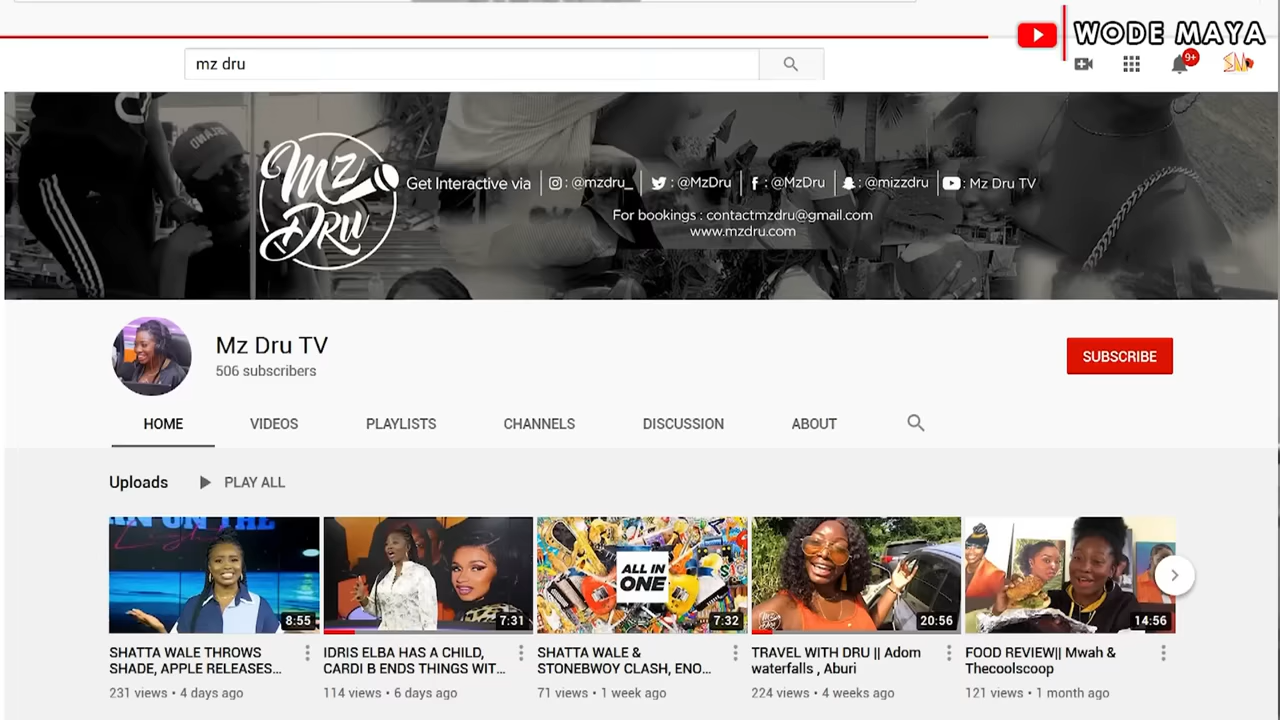 WODE MAYA
mz dru
9+
MZ
DRU
Get Interactive via
: @mzdru_
: @MzDru
: @MzDru
: @mizzdru
: Mz Dru TV
For bookings : contactmzdru@gmail.com
www.mzdru.com
Mz Dru TV
506 subscribers
SUBSCRIBE
HOME VIDEOS PLAYLISTS CHANNELS DISCUSSION ABOUT
Uploads PLAY ALL
ALL IN
ONE
8:55
7:31
7:32
20:56
14:56
SHATTA WALE THROWS
SHADE, APPLE RELEASES...
231 views • 4 days ago
IDRIS ELBA HAS A CHILD,
CARDI B ENDS THINGS WIT...
114 views • 6 days ago
SHATTA WALE &
STONEBWOY CLASH, ENO...
71 views • 1 week ago
TRAVEL WITH DRU || Adom
waterfalls , Aburi
224 views • 4 weeks ago
FOOD REVIEW|| Mwah &
Thecoolscoop
121 views • 1 month ago